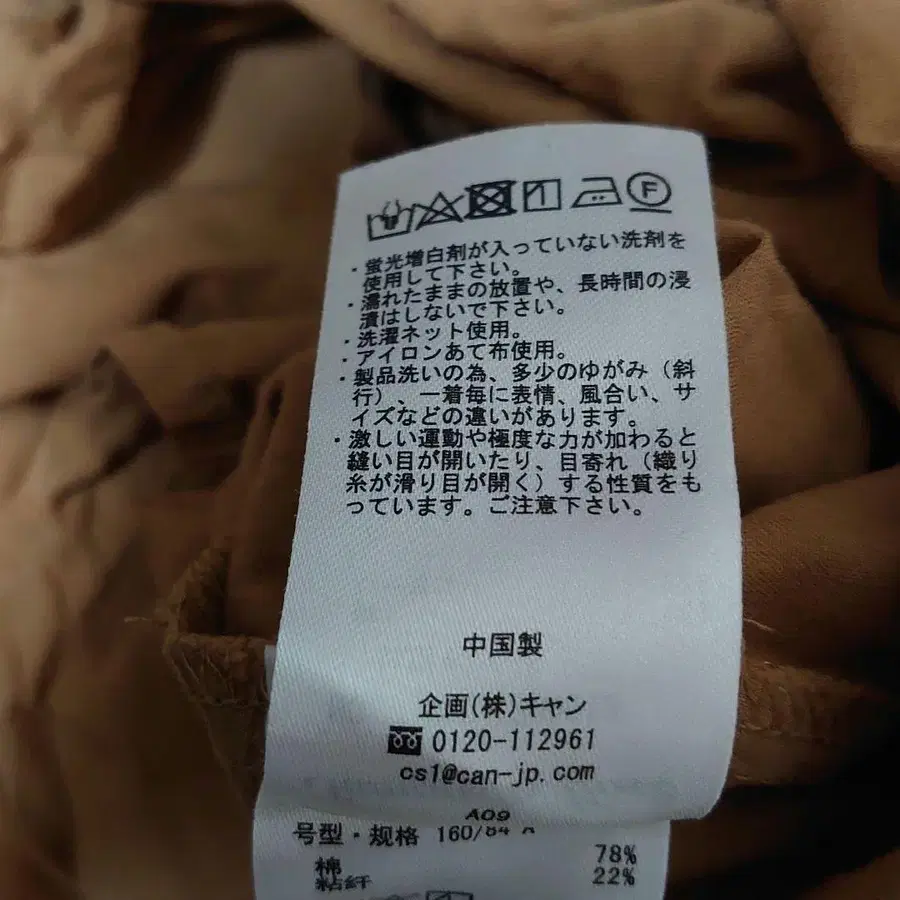 F
・蛍光増白剤が入っていない洗剤を
使用して下さい。
・濡れたままの放置や、長時間の浸
漬はしないで下さい。
・洗濯ネット使用。
・アイロンあて布使用。
・製品洗いの為、多少のゆがみ（斜
行）、一着毎に表情、風合い、サ
イズなどの違いがあります。
・激しい運動や極度な力が加わると
縫い目が開いたり、目寄れ（織り
糸が滑り目が開く）する性質をも
っています。ご注意下さい。
中国製
企画(株)キャン
0120-112961
cs1@can-jp.com
A09
号型・規格 160/84 A
78%
棉
22%
粘纤